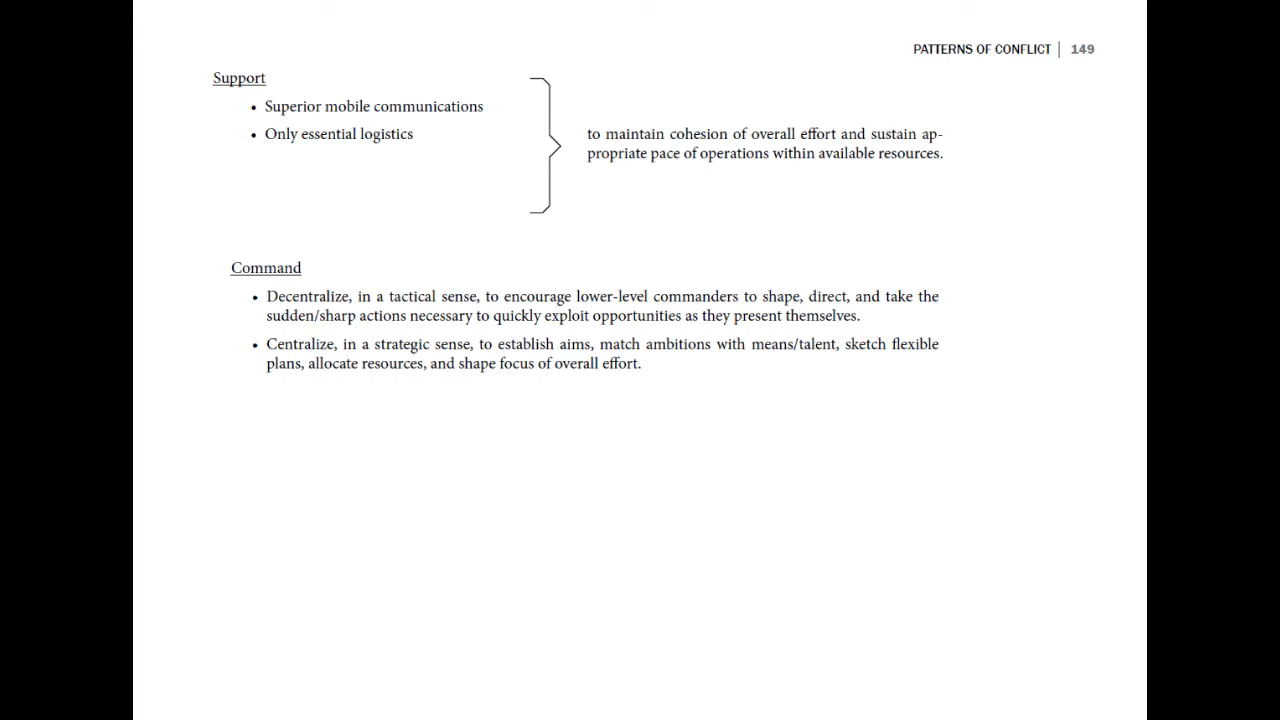 PATTERNS OF CONFLICT | 149
Support
• Superior mobile communications
• Only essential logistics
to maintain cohesion of overall effort and sustain ap-
propriate pace of operations within available resources.
Command
• Decentralize, in a tactical sense, to encourage lower-level commanders to shape, direct, and take the
sudden/sharp actions necessary to quickly exploit opportunities as they present themselves.
• Centralize, in a strategic sense, to establish aims, match ambitions with means/talent, sketch flexible
plans, allocate resources, and shape focus of overall effort.